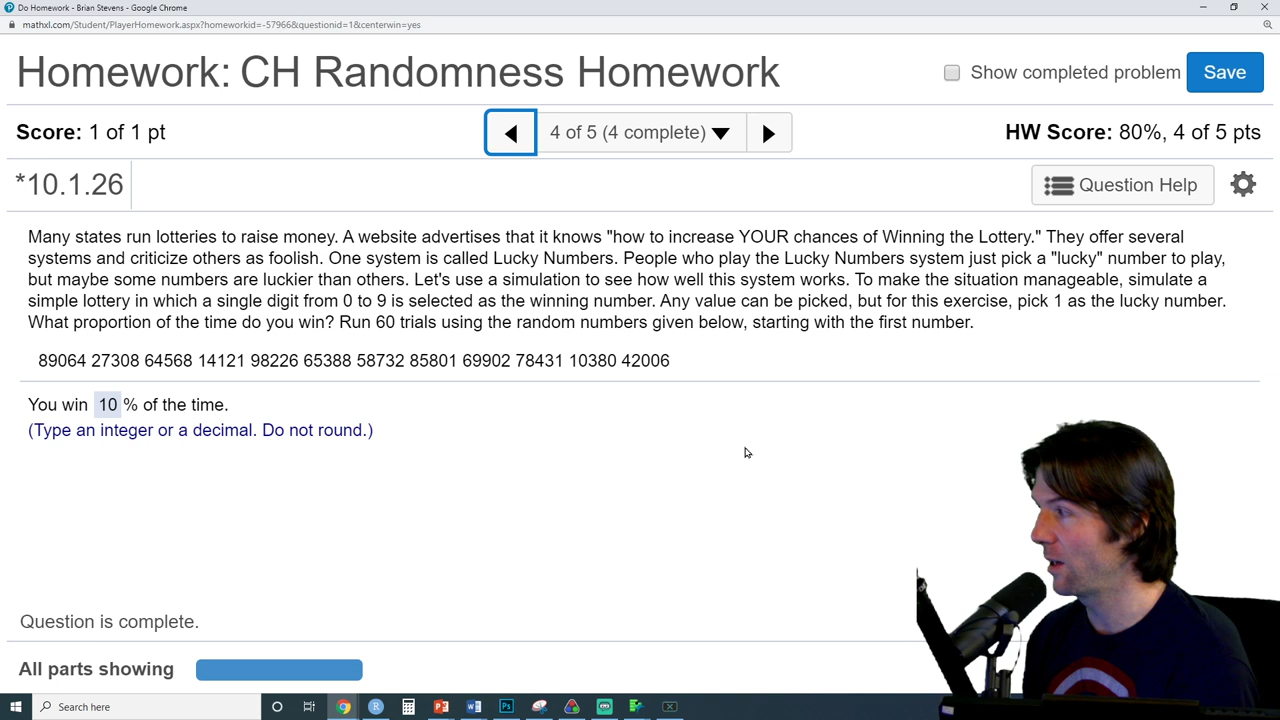 Do Homework - Brian Stevens - Google Chrome
mathxl.com/Student/PlayerHomework.aspx?homeworkid=-57966&questionid=1&centerwin=yes
Homework: CH Randomness Homework
Show completed problem
Save
Score: 1 of 1 pt
4 of 5 (4 complete)
HW Score: 80%, 4 of 5 pts
*10.1.26
Question Help
Many states run lotteries to raise money. A website advertises that it knows "how to increase YOUR chances of Winning the Lottery." They offer several
systems and criticize others as foolish. One system is called Lucky Numbers. People who play the Lucky Numbers system just pick a "lucky" number to play,
but maybe some numbers are luckier than others. Let's use a simulation to see how well this system works. To make the situation manageable, simulate a
simple lottery in which a single digit from 0 to 9 is selected as the winning number. Any value can be picked, but for this exercise, pick 1 as the lucky number.
What proportion of the time do you win? Run 60 trials using the random numbers given below, starting with the first number.
89064 27308 64568 14121 98226 65388 58732 85801 69902 78431 10380 42006
You win 10 % of the time.
(Type an integer or a decimal. Do not round.)
Question is complete.
All parts showing
Search here